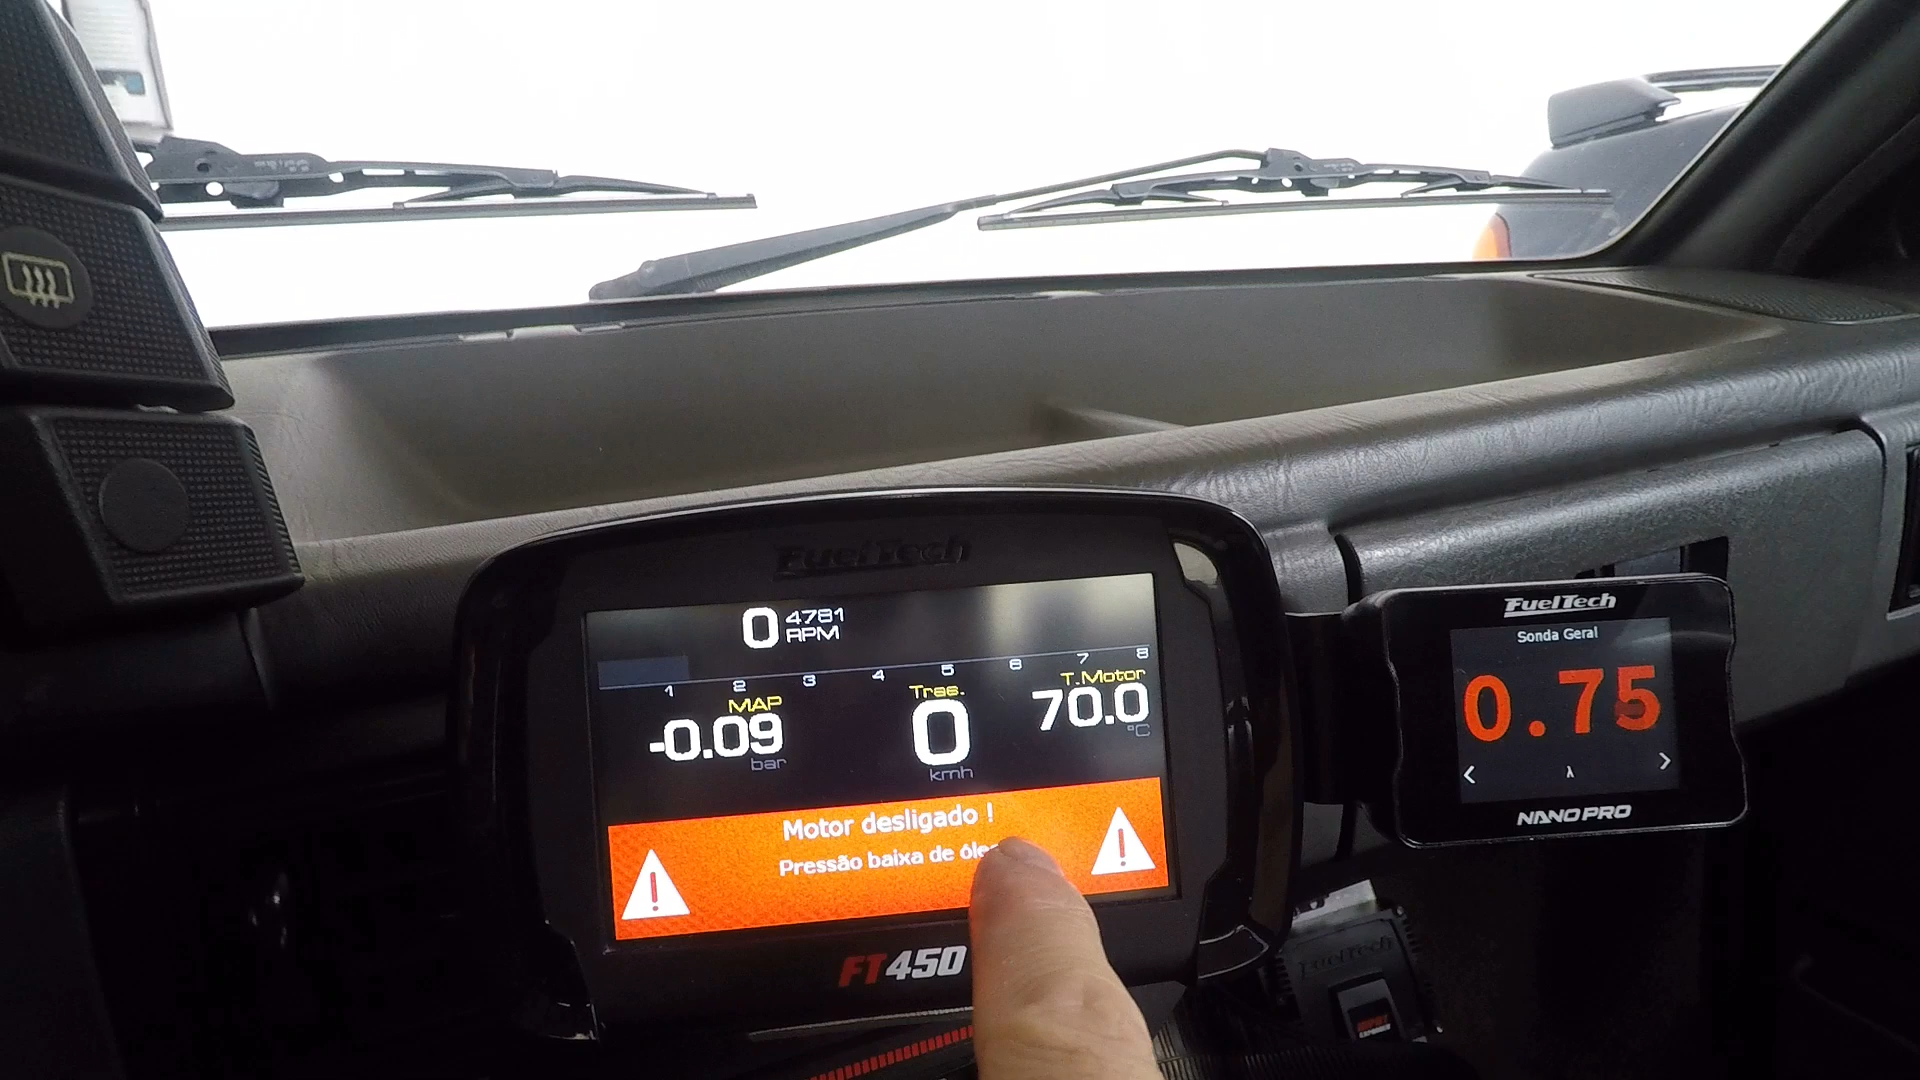 FuelTech
0 4781
RPM
1 2 3 4 5 6 7 8
MAP
-0.09
bar
Tras.
0
kmh
T.Motor
70.0
°C
Motor desligado !
Pressão baixa de
FT450
FuelTech
Sonda Geral
0.75
< λ >
NANO PRO
FuelTech